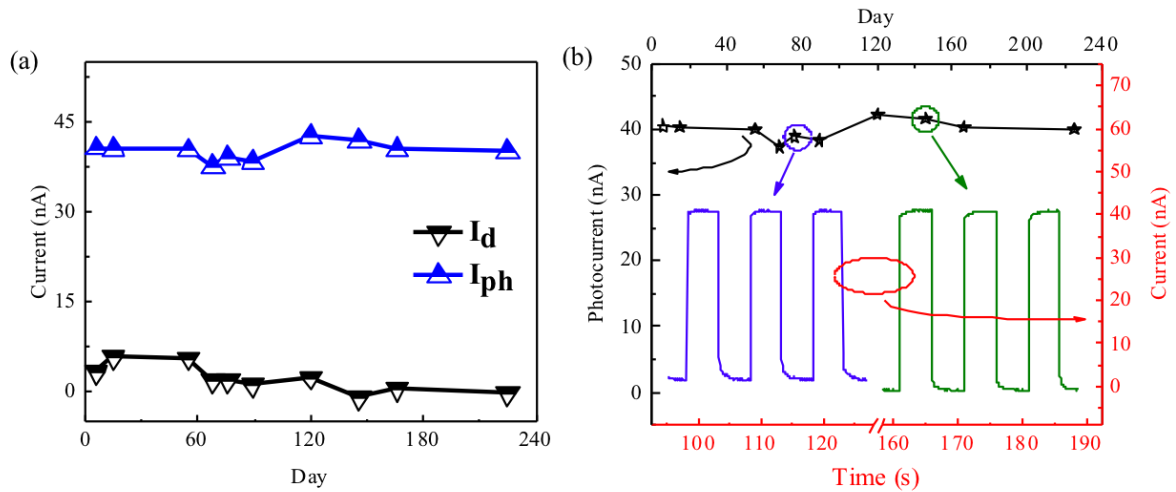 (a)
45
30
15
0
Current (nA)
0 60 120 180 240
Day
Id
Iph
(b)
Day
0 40 80 120 160 200 240
50
40
30
20
10
0
Photocurrent (nA)
75
70
60
50
40
30
20
10
0
Current (nA)
100 110 120 160 170 180 190
Time (s)